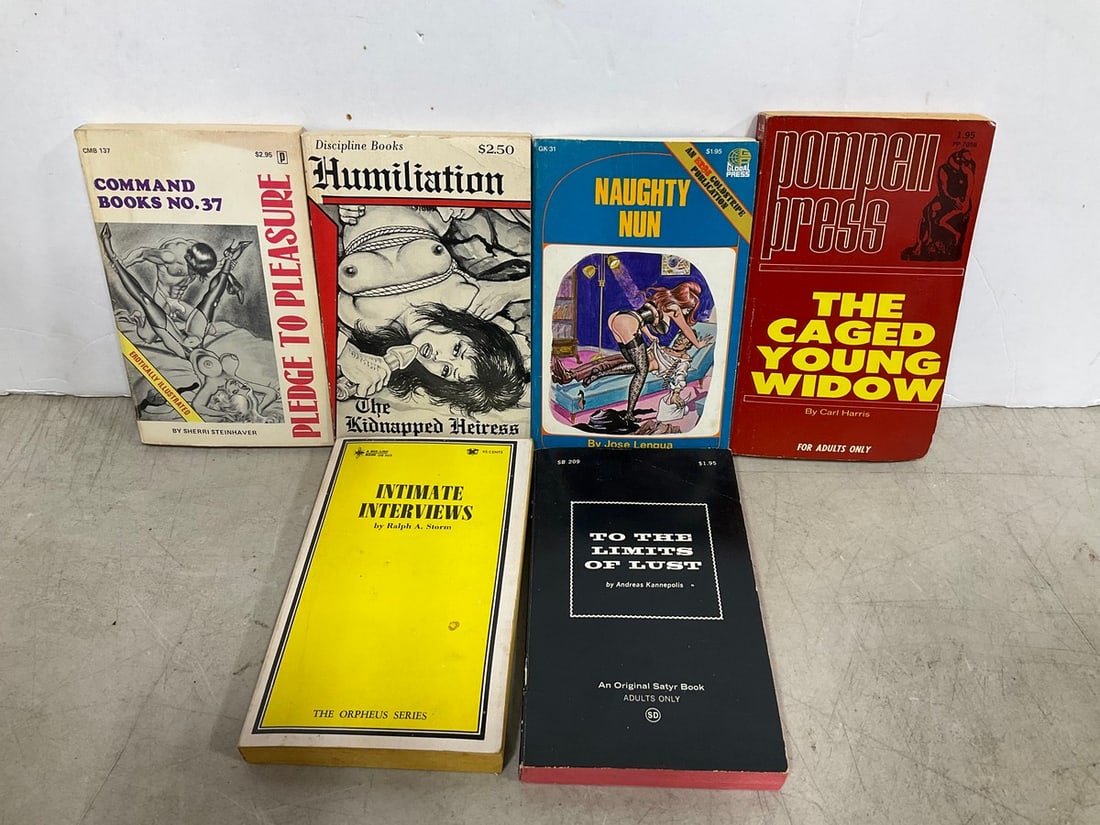 CMB 137
$2.95
p
COMMAND
BOOKS NO. 37
PLEDGE TO PLEASURE
EROTICALLY ILLUSTRATED
BY SHERRI STEINHAVER
Discipline Books
$2.50
Humiliation
The
Kidnapped Heiress
GK-31
$1.95
GLOBAL
PRESS
PUBLICATION
NAUGHTY
NUN
By Jose Lengua
1.95
pompeii
press
THE
CAGED
YOUNG
WIDOW
By Carl Harris
FOR ADULTS ONLY
95 CENTS
INTIMATE
INTERVIEWS
by Ralph A. Storm
THE ORPHEUS SERIES
SB 209
$1.95
TO THE
LIMITS
OF LUST
by Andreas Kannepolis
An Original Satyr Book
ADULTS ONLY
SD